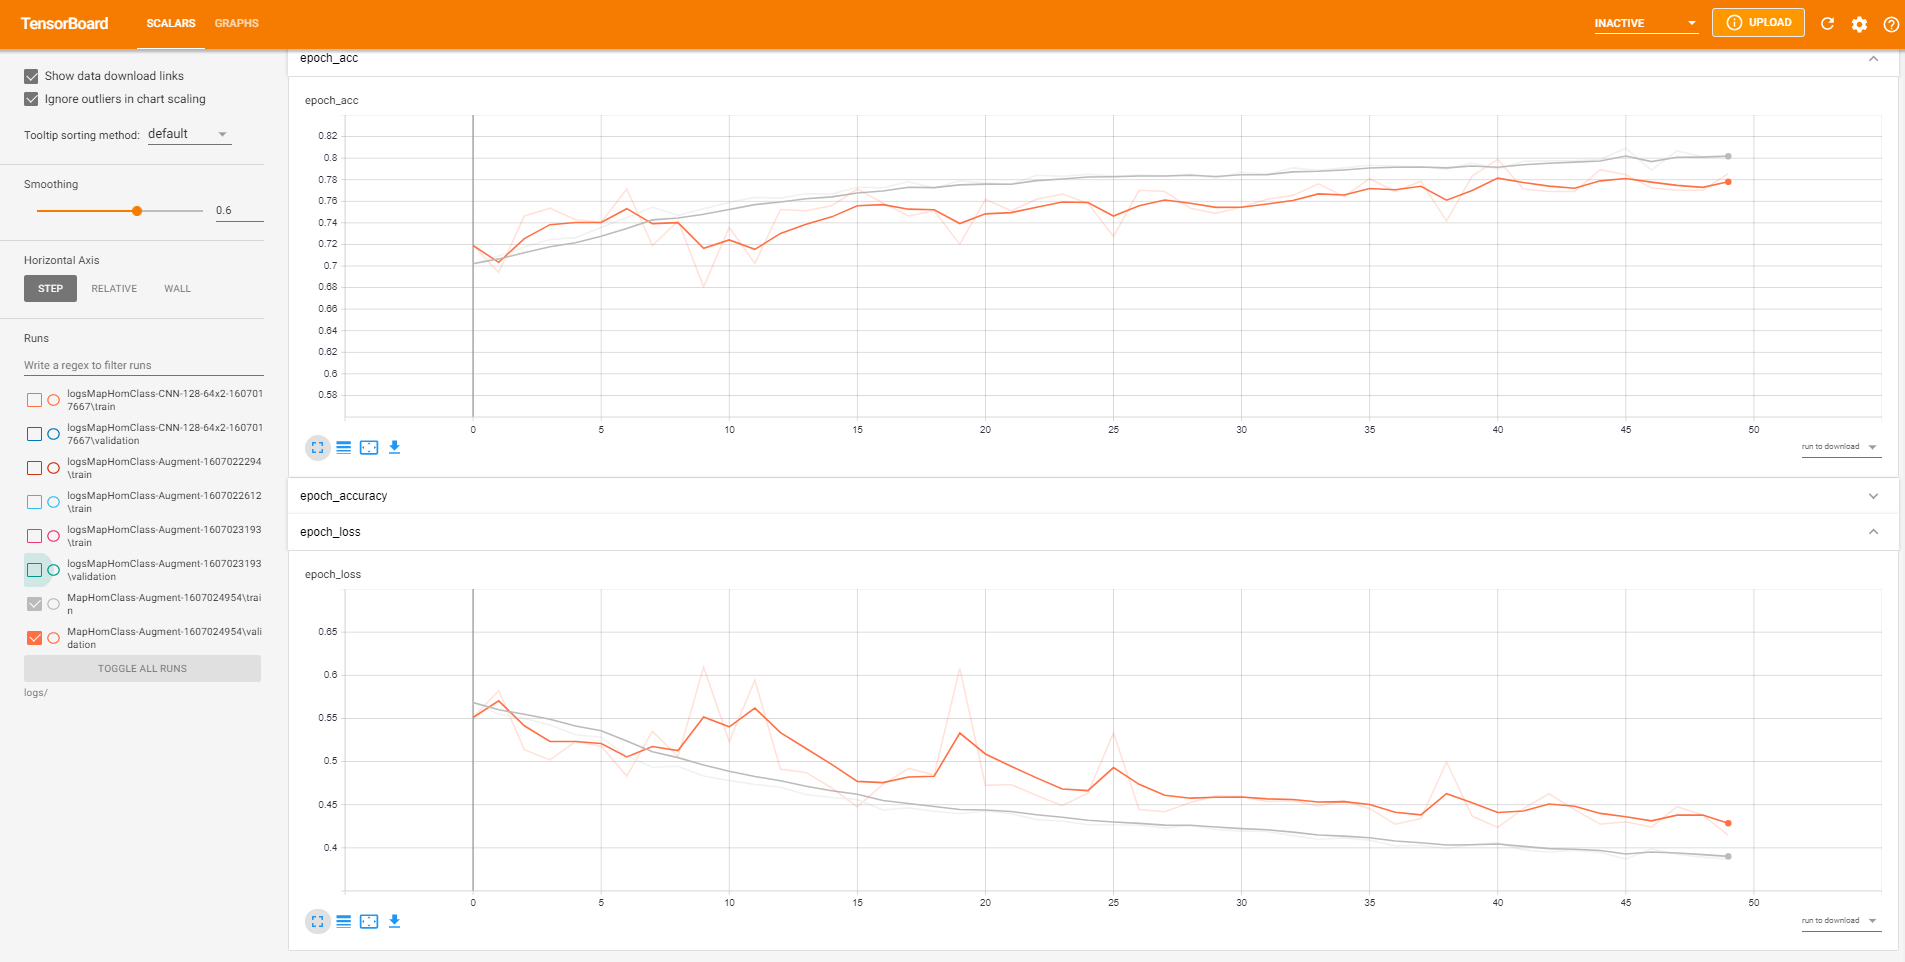 TensorBoard
SCALARS
GRAPHS
INACTIVE
UPLOAD
Show data download links
Ignore outliers in chart scaling
Tooltip sorting method: default
Smoothing
0.6
Horizontal Axis
STEP
RELATIVE
WALL
Runs
Write a regex to filter runs
logsMapHomClass-CNN-128-64x2-160701
7667\train
logsMapHomClass-CNN-128-64x2-160701
7667\validation
logsMapHomClass-Augment-1607022294
\train
logsMapHomClass-Augment-1607022612
\train
logsMapHomClass-Augment-1607023193
\train
logsMapHomClass-Augment-1607023193
\validation
MapHomClass-Augment-1607024954\trai
n
MapHomClass-Augment-1607024954\vali
dation
TOGGLE ALL RUNS
logs/
epoch_acc
epoch_acc
0.82
0.8
0.78
0.76
0.74
0.72
0.7
0.68
0.66
0.64
0.62
0.6
0.58
0 5 10 15 20 25 30 35 40 45 50
run to download
epoch_accuracy
epoch_loss
epoch_loss
0.65
0.6
0.55
0.5
0.45
0.4
0 5 10 15 20 25 30 35 40 45 50
run to download